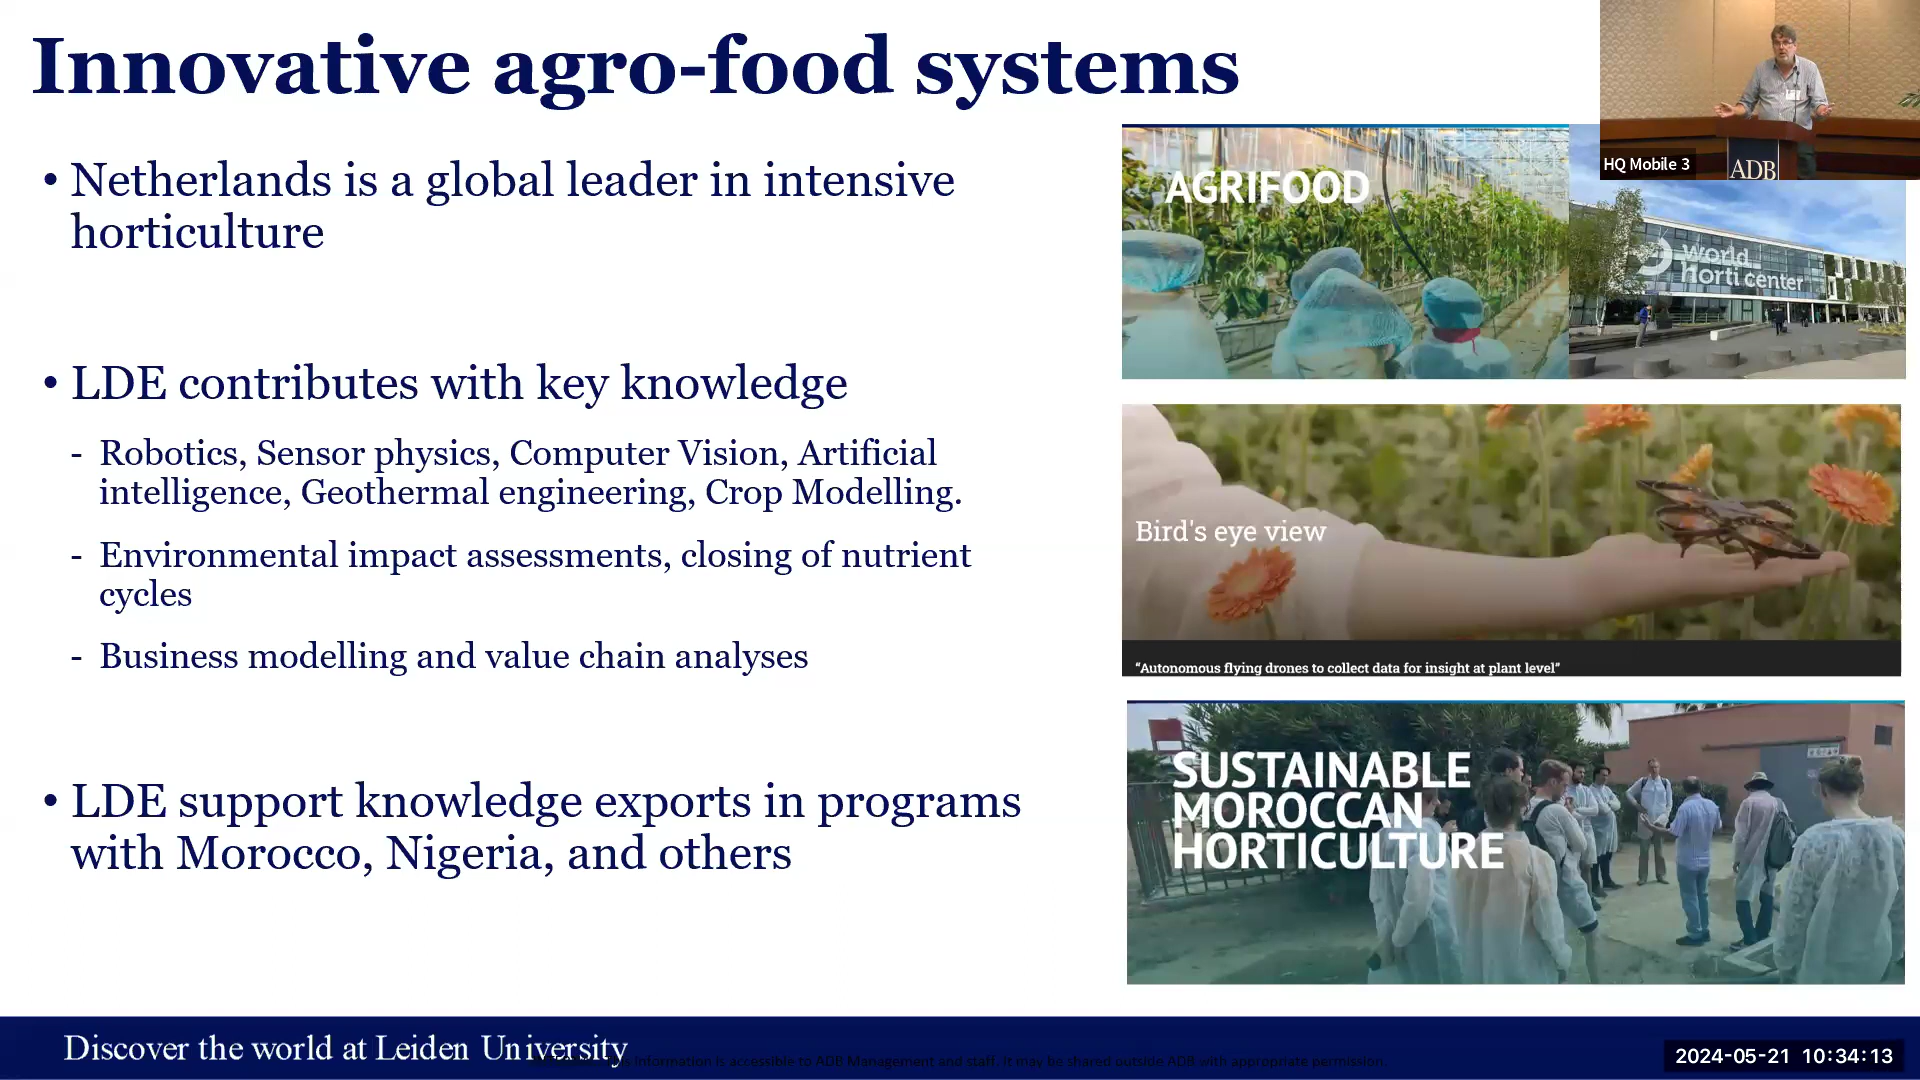 Innovative agro-food systems
• Netherlands is a global leader in intensive
horticulture
• LDE contributes with key knowledge
- Robotics, Sensor physics, Computer Vision, Artificial
intelligence, Geothermal engineering, Crop Modelling.
- Environmental impact assessments, closing of nutrient
cycles
- Business modelling and value chain analyses
• LDE support knowledge exports in programs
with Morocco, Nigeria, and others
HQ Mobile 3
ADB
AGRIFOOD
world
horti center
Bird's eye view
“Autonomous flying drones to collect data for insight at plant level”
SUSTAINABLE
MOROCCAN
HORTICULTURE
Discover the world at Leiden University
information is accessible to ADB Management and staff. It may be shared outside ADB with appropriate permission.
2024-05-21 10:34:13